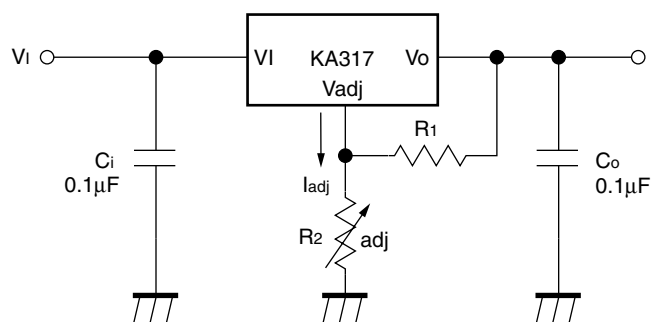 VI
VI KA317 Vo
Vadj
R1
Ci
0.1μF
Iadj
R2 adj
Co
0.1μF